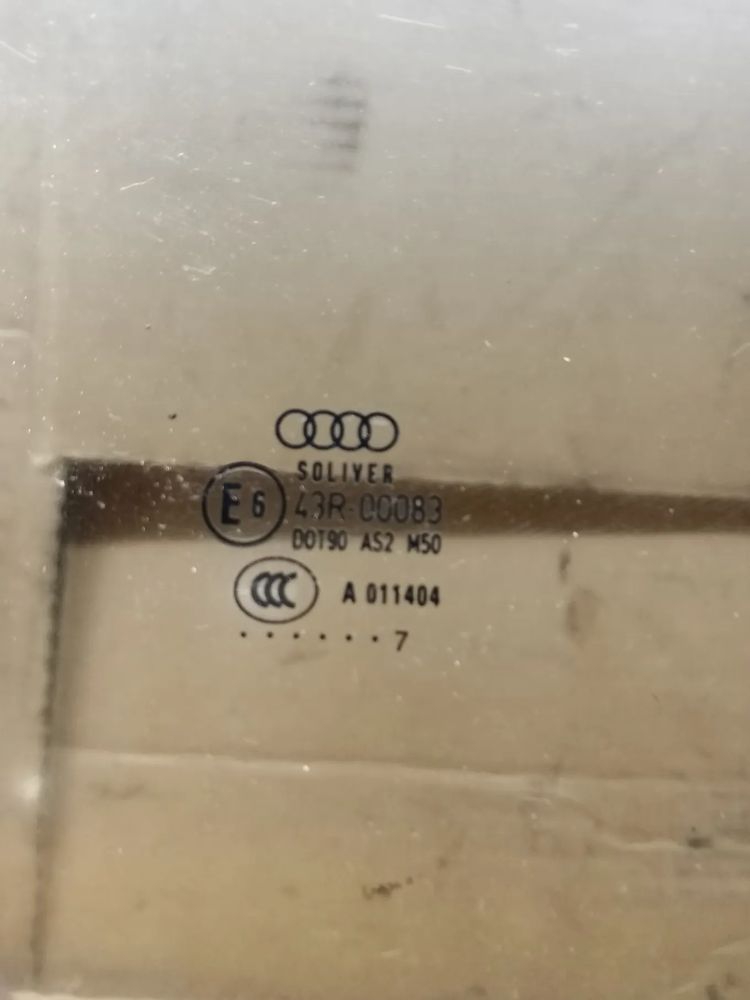 SOLIVER
E6 43R-00083
DOT90 AS2 M50
CCC A 011404
. . . . . . 7